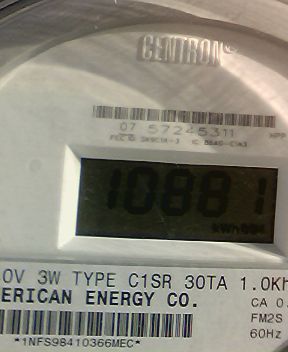 CENTRON®
07 57245311
10881
kWh
0V 3W TYPE C1SR 30TA 1.0Kh
ERICAN ENERGY CO.
CA 0.
FM2S
60Hz
*1NFS98410366MEC*